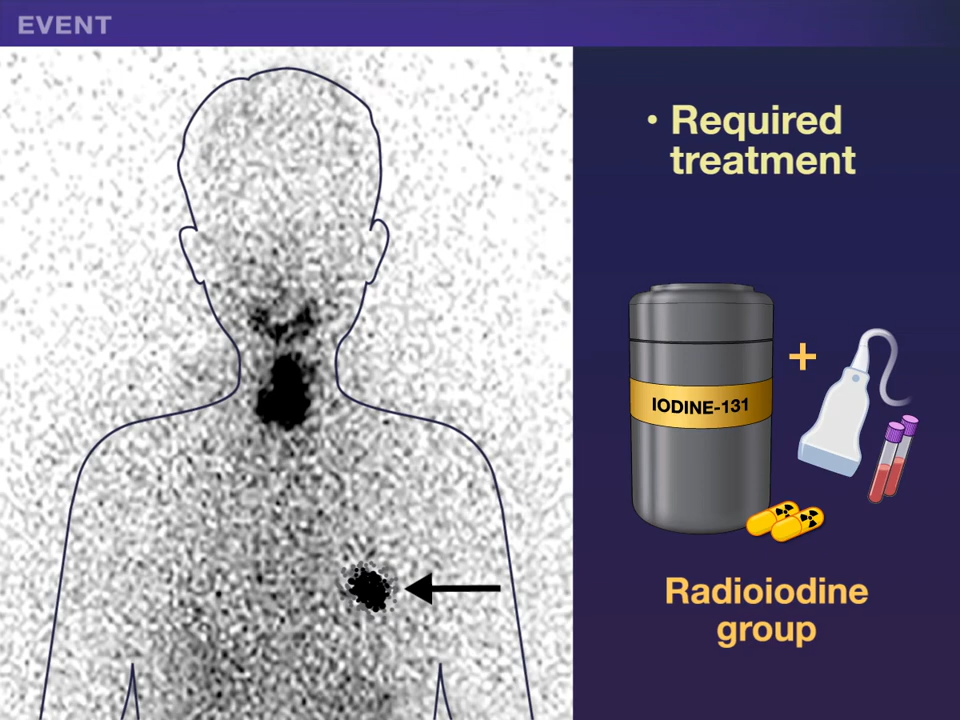 EVENT
• Required
treatment
+
IODINE-131
Radioiodine
group